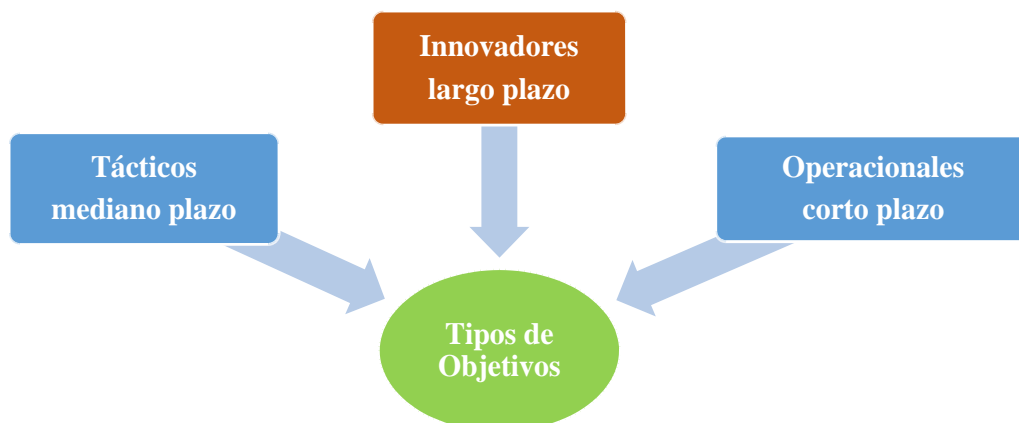 Innovadores
largo plazo
Tácticos
mediano plazo
Operacionales
corto plazo
Tipos de
Objetivos